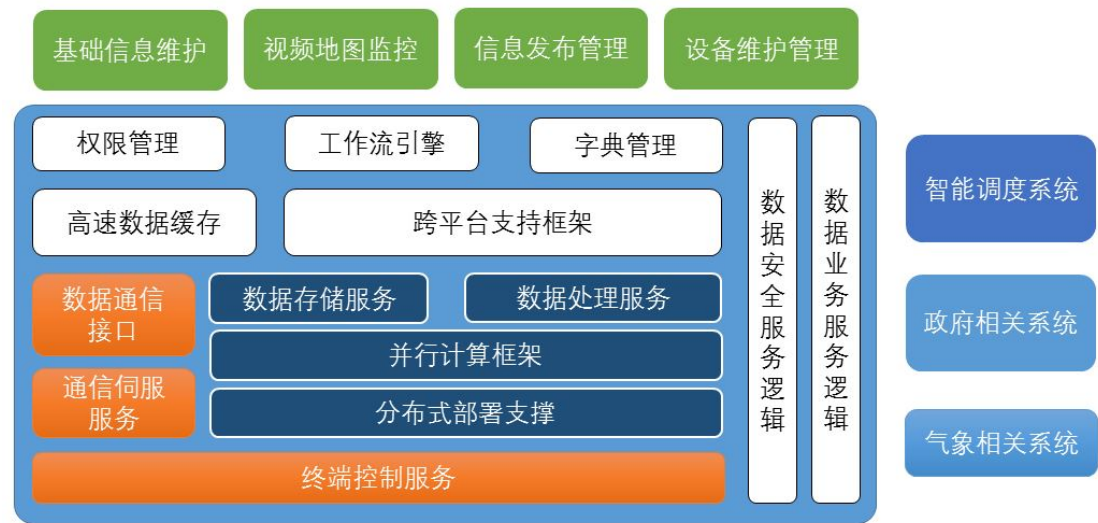 基础信息维护
视频地图监控
信息发布管理
设备维护管理
权限管理
工作流引擎
字典管理
高速数据缓存
跨平台支持框架
数据通信
接口
数据存储服务
数据处理服务
并行计算框架
通信伺服
服务
分布式部署支撑
终端控制服务
数据安全服务逻辑
数据业务服务逻辑
智能调度系统
政府相关系统
气象相关系统